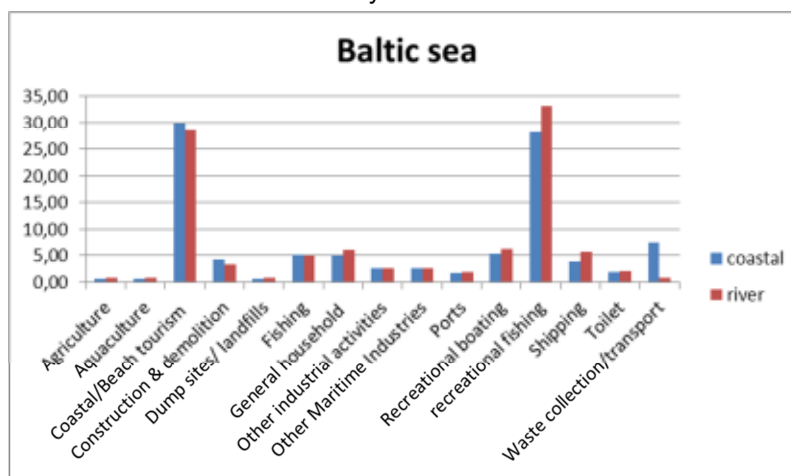 Baltic sea
35,00
30,00
25,00
20,00
15,00
10,00
5,00
0,00
Agriculture
Aquaculture
Coastal/Beach tourism
Construction & demolition
Dump sites/ landfills
Fishing
General household
Other industrial activities
Other Maritime Industries
Ports
Recreational boating
recreational fishing
Shipping
Toilet
Waste collection/transport
coastal
river